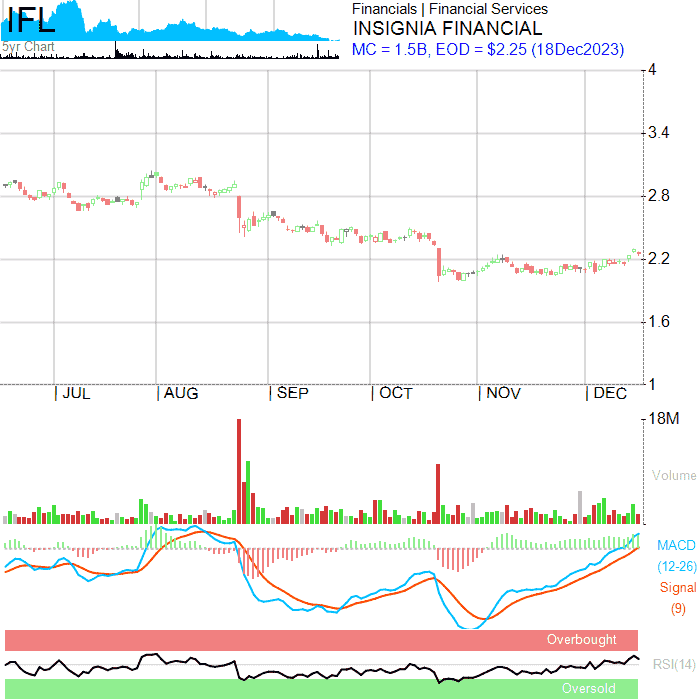 IFL
5yr Chart
Financials | Financial Services
INSIGNIA FINANCIAL
MC = 1.5B, EOD = $2.25 (18Dec2023)
4
3.4
2.8
2.2
1.6
1
| JUL | AUG | SEP | OCT | NOV | DEC
18M
Volume
MACD
(12-26)
Signal
(9)
Overbought
RSI(14)
Oversold